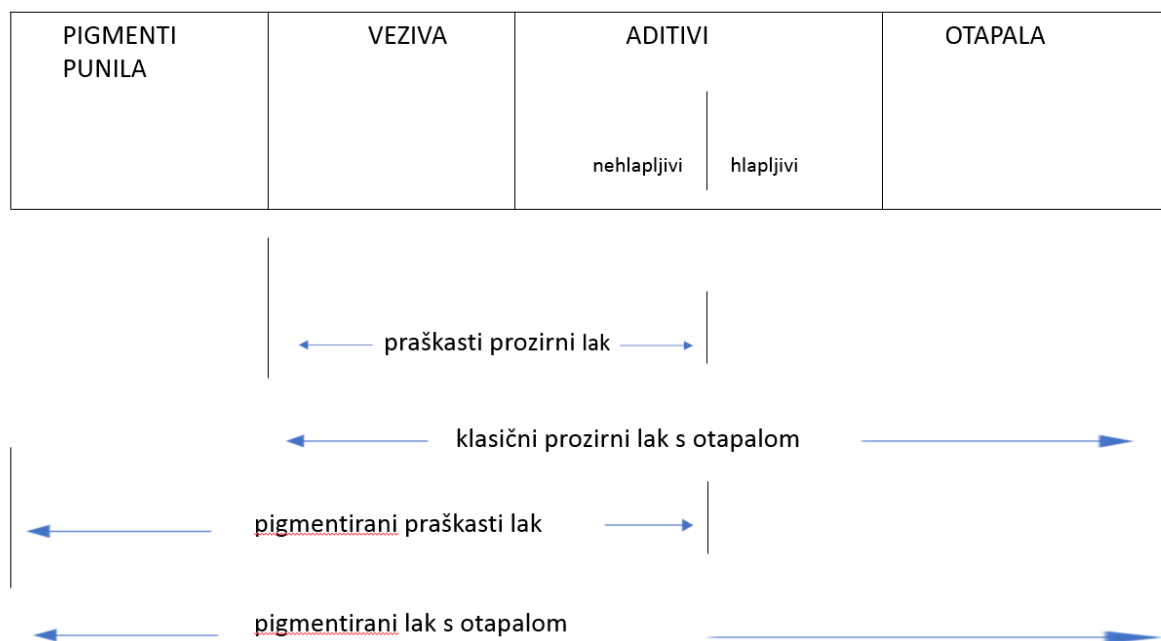 PIGMENTI
PUNILA
VEZIVA
ADITIVI
OTAPALA
nehlapljivi
hlapljivi
praškasti prozirni lak
klasični prozirni lak s otapalom
pigmentirani praškasti lak
pigmentirani lak s otapalom